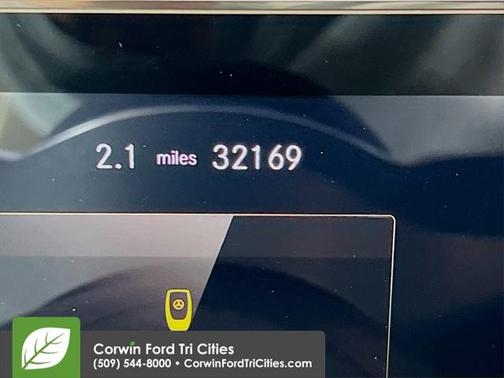 2.1 miles 32169
Corwin Ford Tri Cities
(509) 544-8000 • CorwinFordTriCities.com